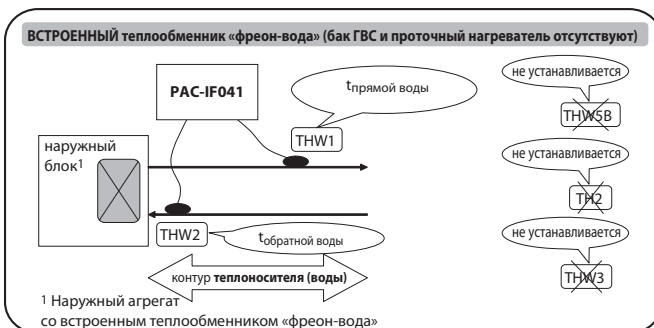 ВСТРОЕННЫЙ теплообменник «фреон-вода» (бак ГВС и проточный нагреватель отсутствуют)
PAC-IF041
tпрямой воды
THW1
наружный
блок1
THW2
tобратной воды
контур теплоносителя (воды)
не устанавливается
THW5B
не устанавливается
TH2
не устанавливается
THW3
1 Наружный агрегат
со встроенным теплообменником «фреон-вода»